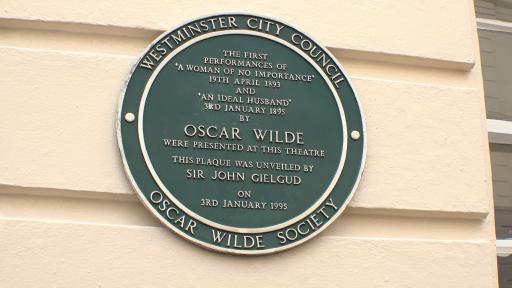 WESTMINSTER CITY COUNCIL
THE FIRST
PERFORMANCES OF
"A WOMAN OF NO IMPORTANCE"
19TH APRIL 1893
AND
"AN IDEAL HUSBAND"
3RD JANUARY 1895
BY
OSCAR WILDE
WERE PRESENTED AT THIS THEATRE
THIS PLAQUE WAS UNVEILED BY
SIR JOHN GIELGUD
ON
3RD JANUARY 1995
OSCAR WILDE SOCIETY